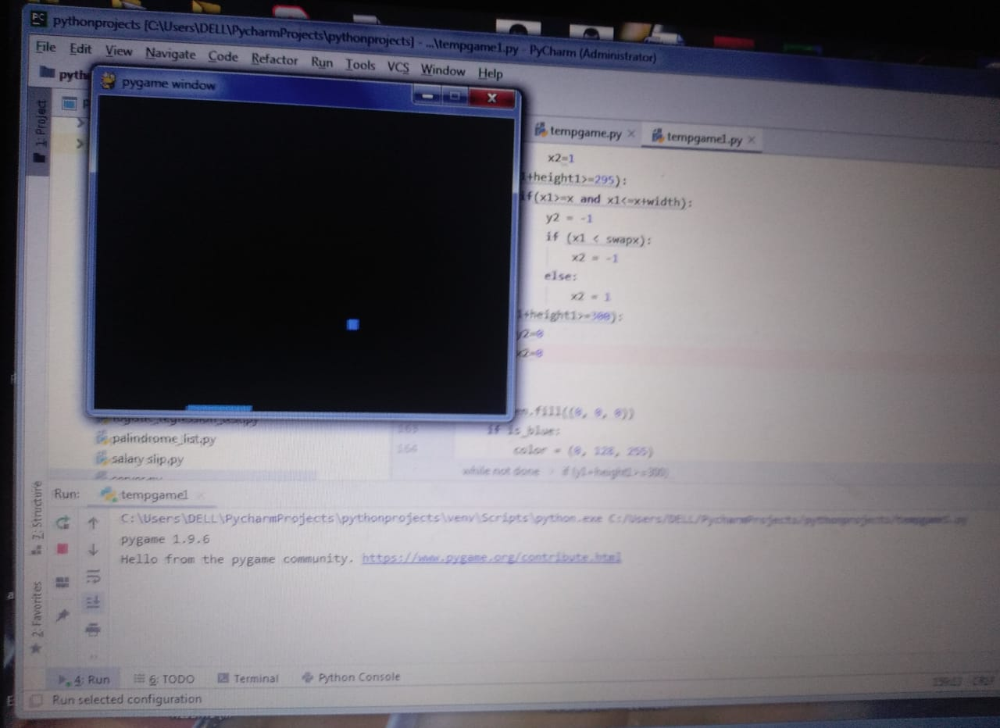 pythonprojects [C:\Users\DELL\PycharmProjects\pythonprojects] - ...\tempgame1.py - PyCharm (Administrator)
File Edit View Navigate Code Refactor Run Tools VCS Window Help
pyth
pygame window
P
1: Project
tempgame.py
tempgame1.py
x2=1
1+height1>=295):
if(x1>=x and x1<=x+width):
y2 = -1
if (x1 < swapx):
x2 = -1
else:
x2 = 1
1+height1>=300):
y2=0
x2=0
n.fill((0, 0, 0))
163 if is_blue:
164 color = (0, 128, 255)
while not done › if (y1+height1>=300)
palindrome_list.py
salary slip.py
Run: tempgame1
C:\Users\DELL\PycharmProjects\pythonprojects\venv\Scripts\python.exe C:/Users/DELL/PycharmProjects/pythonprojects/tempgame1.py
pygame 1.9.6
Hello from the pygame community. https://www.pygame.org/contribute.html
7: Structure
2: Favorites
4: Run 6: TODO Terminal Python Console
Run selected configuration